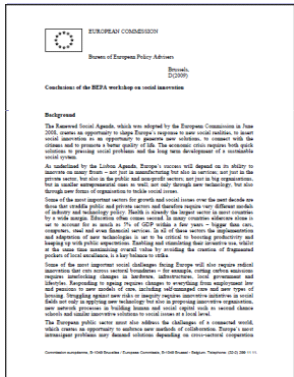 EUROPEAN COMMISSION
Bureau of European Policy Advisers
Brussels,
D(2009)
Conclusions of the BEPA workshop on social innovation
Background
The Renewed Social Agenda, which was adopted by the European Commission in June
2008, creates an opportunity to shape Europe's response to new social realities, to insert
social innovation as an opportunity to generate new solutions, to connect with the
citizens and to promote a better quality of life. The economic crisis requires both quick
solutions to pressing social problems and the long term development of a sustainable
social system.
As underlined by the Lisbon Agenda, Europe's success will depend on its ability to
innovate on many fronts – not just in manufacturing but also in services; not just in the
private sector, but also in the public and non-profit sectors; not just in big organisations,
but in smaller entrepreneurial ones as well; not only through new technology, but also
through new forms of organisation to tackle social issues.
Some of the most important sectors for growth and social issues over the next decade are
those that straddle public and private sectors and therefore require very different models
of industry and technology policy. Health is already the largest sector in most countries
by a wide margin. Education often comes second. In many countries eldercare alone is
set to account for as much as 5% of GDP within a few years – bigger than cars,
computers, steel and even financial services. In all of these sectors the implementation
and adaptation of new technologies is set to be critical to boosting productivity and
keeping up with public expectations. Enabling and stimulating their inventive use, whilst
at the same time maintaining overall value by avoiding the creation of fragmented
pockets of local excellence, is a key balance to strike.
Some of the most important social challenges facing Europe will also require radical
innovation that cuts across sectoral boundaries – for example, cutting carbon emissions
requires interlocking changes in hardware, infrastructures, local government and
lifestyles. Responding to ageing requires changes to everything from employment law
and pensions to new models of care, including self-managed care and new types of
housing. Struggling against new risks or inequity requires innovative initiatives in social
fields not only in applying new technology but also in proposing innovative organisation,
new network processes in building human and social capital such as second chance
schools and similar innovative solutions to social issues at a local level.
The European public sector must also address the challenges of a connected world,
which creates an opportunity to embrace new methods of collaboration. Europe's most
intransigent problems may demand solutions depending on cross-sectoral cooperation